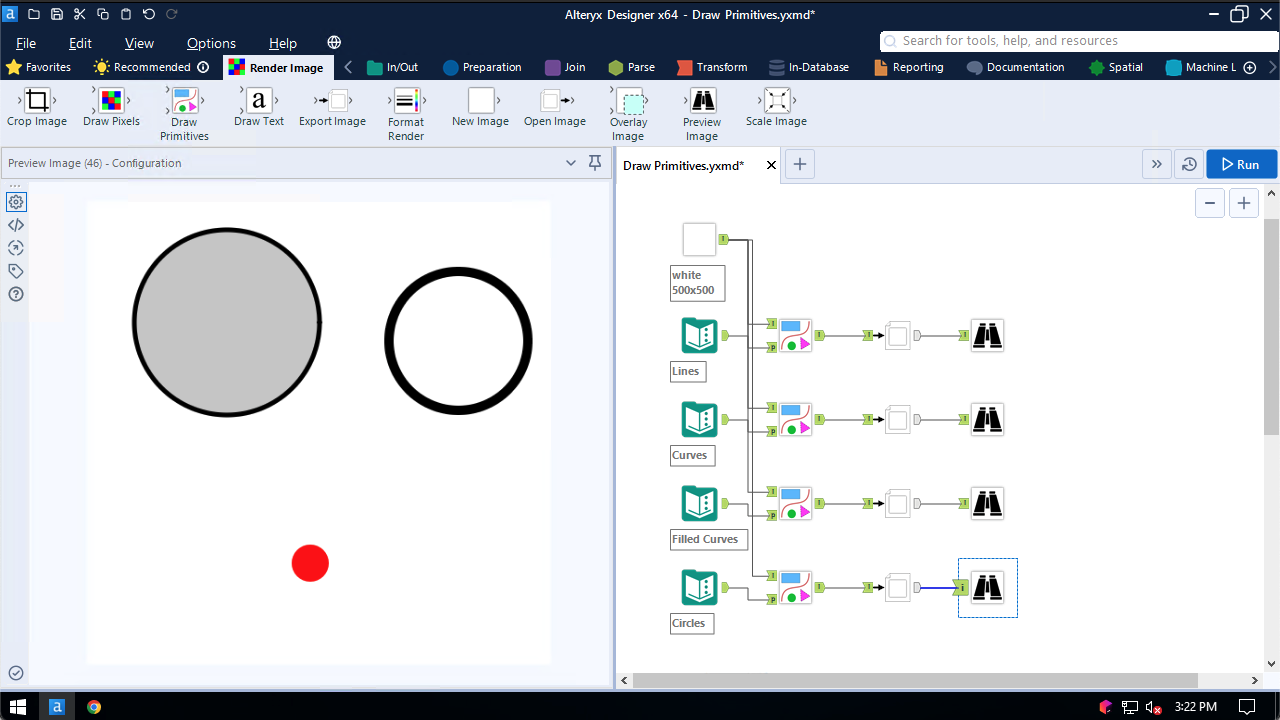 Alteryx Designer x64 - Draw Primitives.yxmd*
File Edit View Options Help
Search for tools, help, and resources
Favorites Recommended Render Image In/Out Preparation Join Parse Transform In-Database Reporting Documentation Spatial Machine L
Crop Image Draw Pixels Draw Primitives Draw Text Export Image Format Render New Image Open Image Overlay Image Preview Image Scale Image
Preview Image (46) - Configuration
Draw Primitives.yxmd*
Run
white
500x500
Lines
Curves
Filled Curves
Circles
3:22 PM